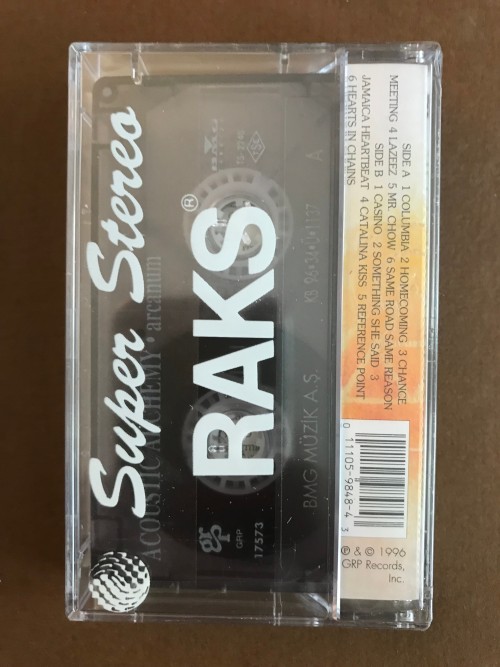 Super Stereo
RAKS®
ACOUSTIC ALCHEMY • arcanum
BMG MÜZİK A.Ş.
A
GRP
17573
SIDE A 1 COLUMBIA 2 HOMECOMING 3 CHANCE
MEETING 4 LAZEEZ 5 MR. CHOW 6 SAME ROAD SAME REASON
SIDE B 1 CASINO 2 SOMETHING SHE SAID 3
JAMAICA HEARTBEAT 4 CATALINA KISS 5 REFERENCE POINT
6 HEARTS IN CHAINS
0 11105-9848-4 3
℗ & © 1996
GRP Records,
Inc.